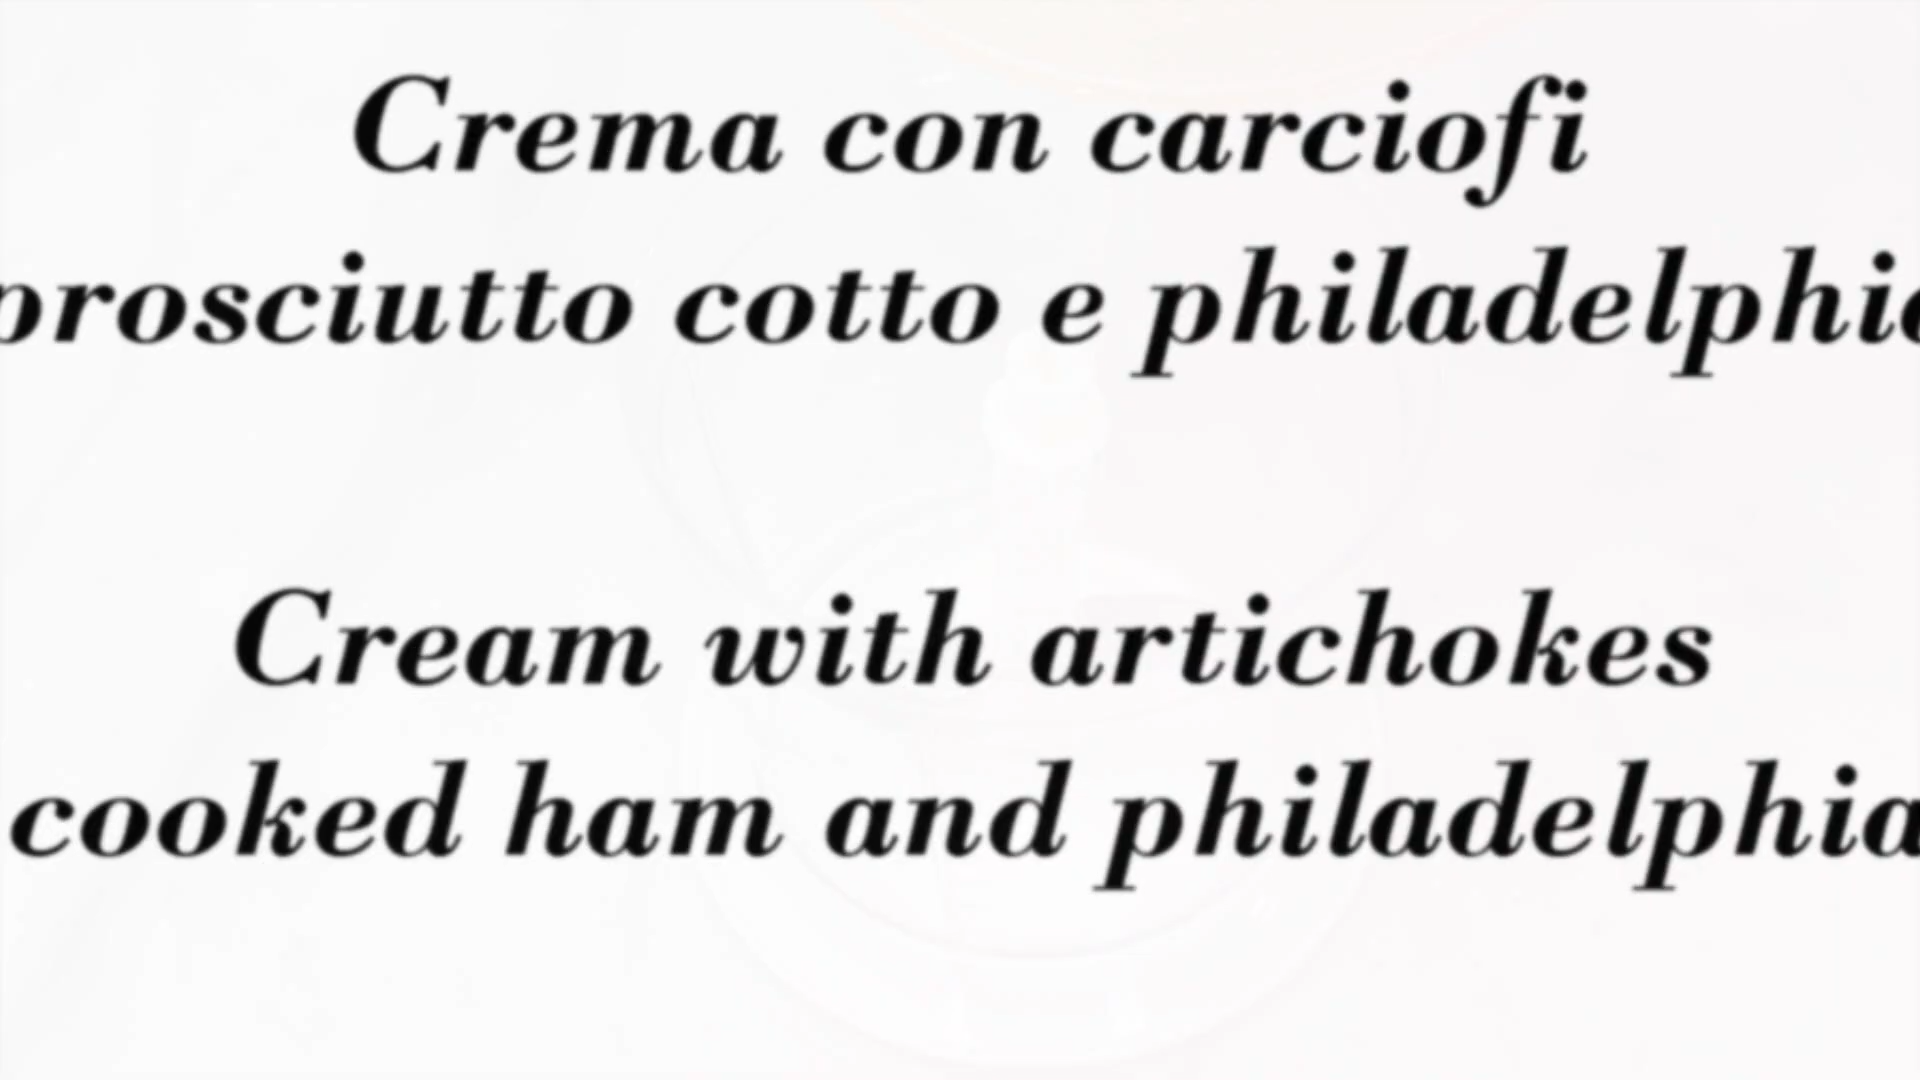 Crema con carciofi
prosciutto cotto e philadelphia
Cream with artichokes
cooked ham and philadelphia